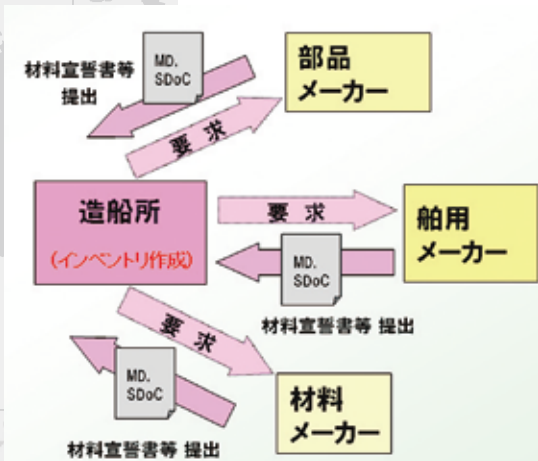 MD.
SDoC
材料宣誓書等
提出
要 求
部品
メーカー
造船所
(インベントリ作成)
要 求
舶用
メーカー
MD.
SDoC
材料宣誓書等 提出
要 求
MD.
SDoC
材料
メーカー
材料宣誓書等 提出